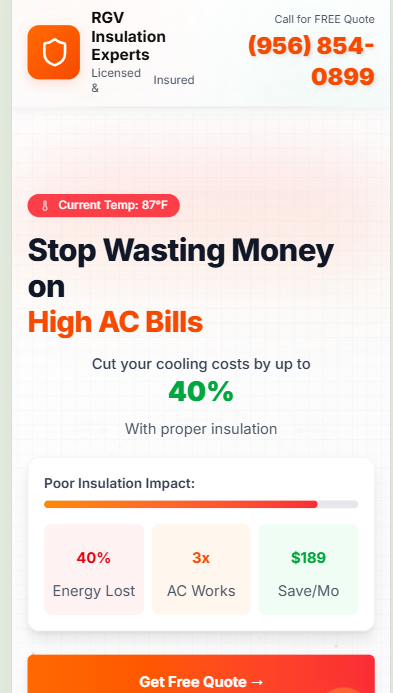 RGV
Insulation
Experts
Licensed
&
Insured
Call for FREE Quote
(956) 854-
0899
Current Temp: 87°F
Stop Wasting Money
on
High AC Bills
Cut your cooling costs by up to
40%
With proper insulation
Poor Insulation Impact:
40%
Energy Lost
3x
AC Works
$189
Save/Mo
Get Free Quote →